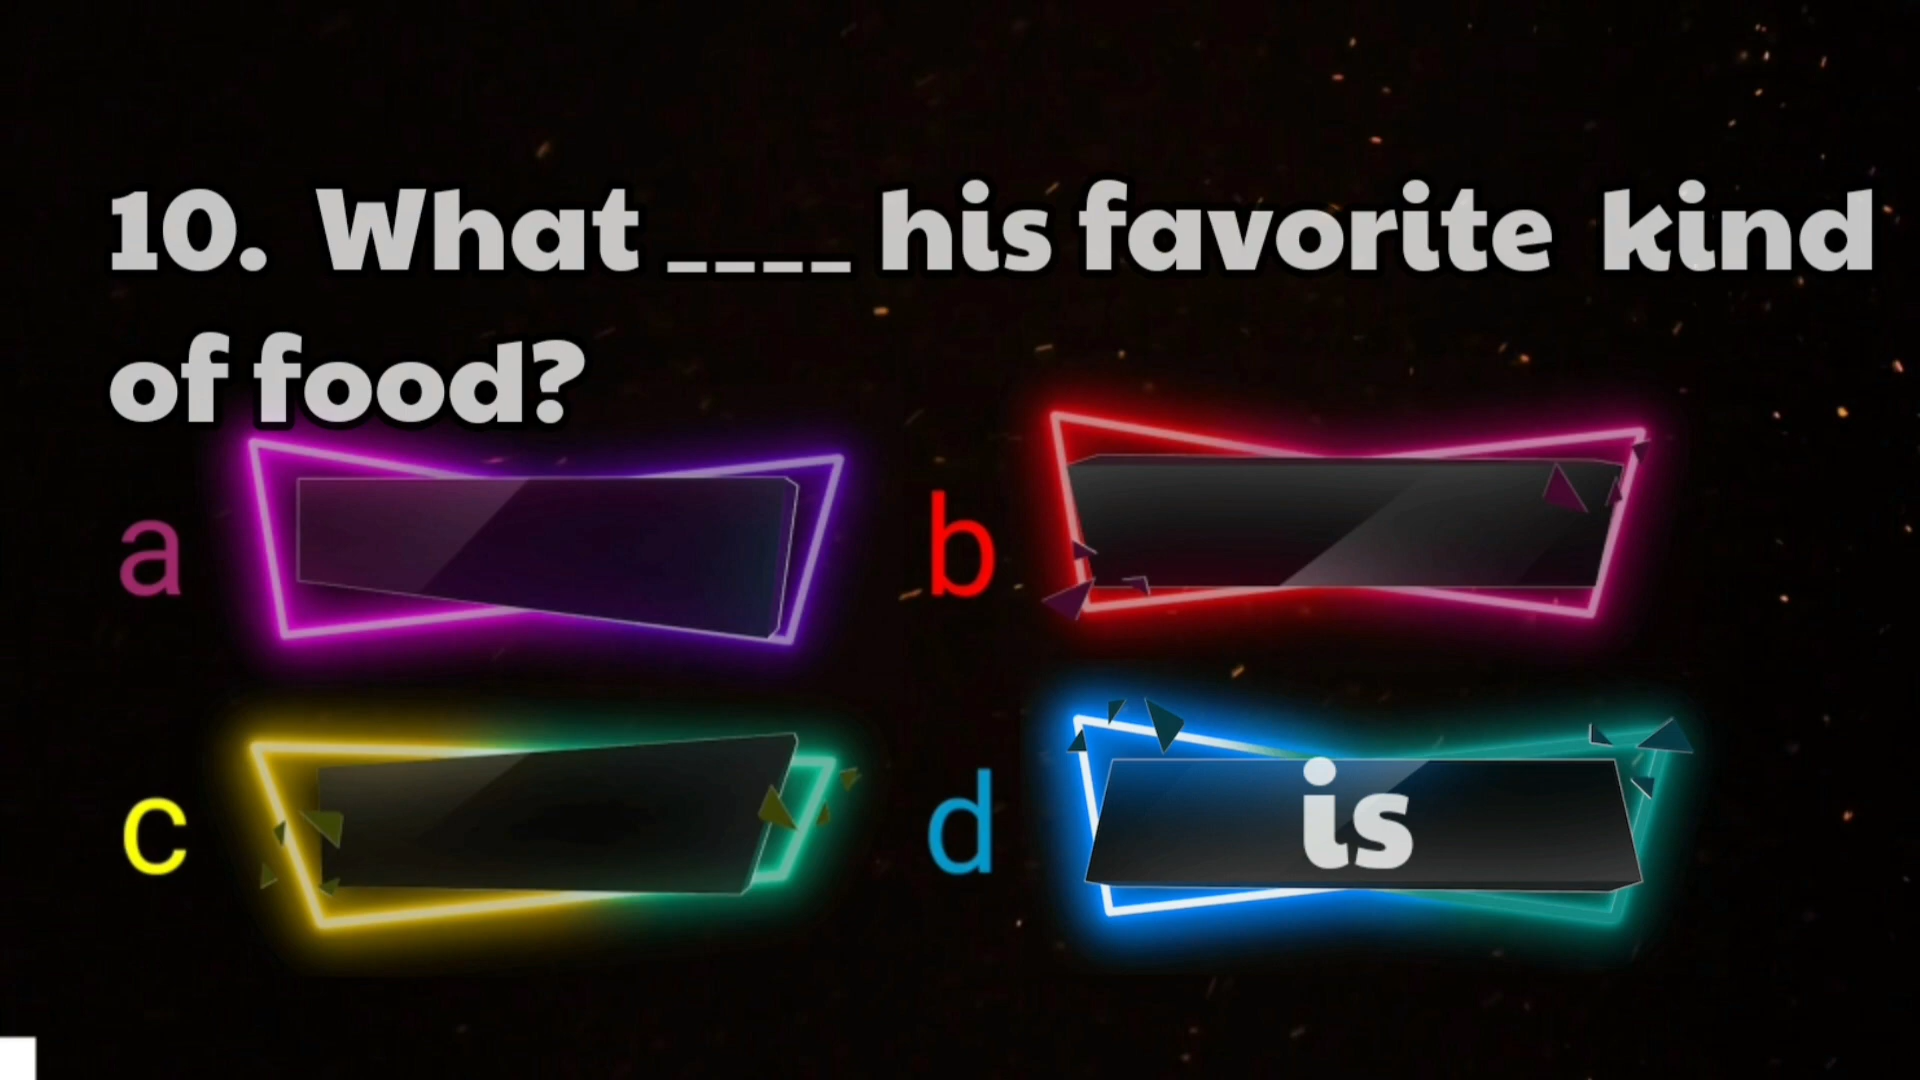 10. What ____ his favorite kind
of food?
a
b
c
d is